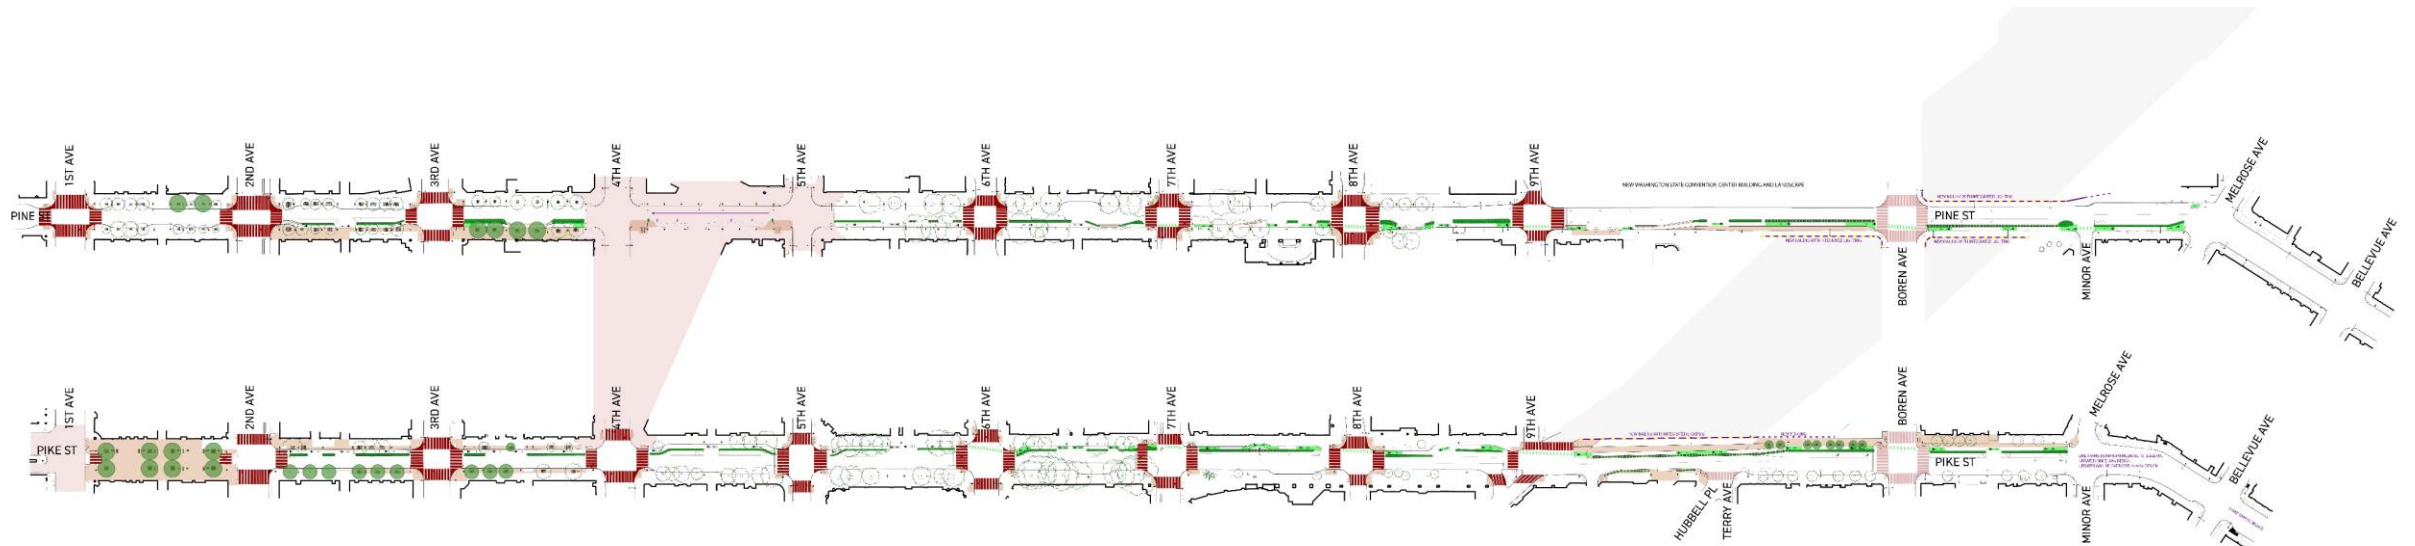 1ST AVE
2ND AVE
3RD AVE
4TH AVE
5TH AVE
6TH AVE
7TH AVE
8TH AVE
9TH AVE
NEW WASHINGTON STATE CONVENTION CENTER BUILDING AND LANDSCAPE
MELROSE AVE
PINE ST
PINE ST
BELLEVUE AVE
BOREN AVE
MINOR AVE
1ST AVE
2ND AVE
3RD AVE
4TH AVE
5TH AVE
6TH AVE
7TH AVE
8TH AVE
9TH AVE
BOREN AVE
MELROSE AVE
PIKE ST
PIKE ST
BELLEVUE AVE
HUBBELL PL
TERRY AVE
MINOR AVE